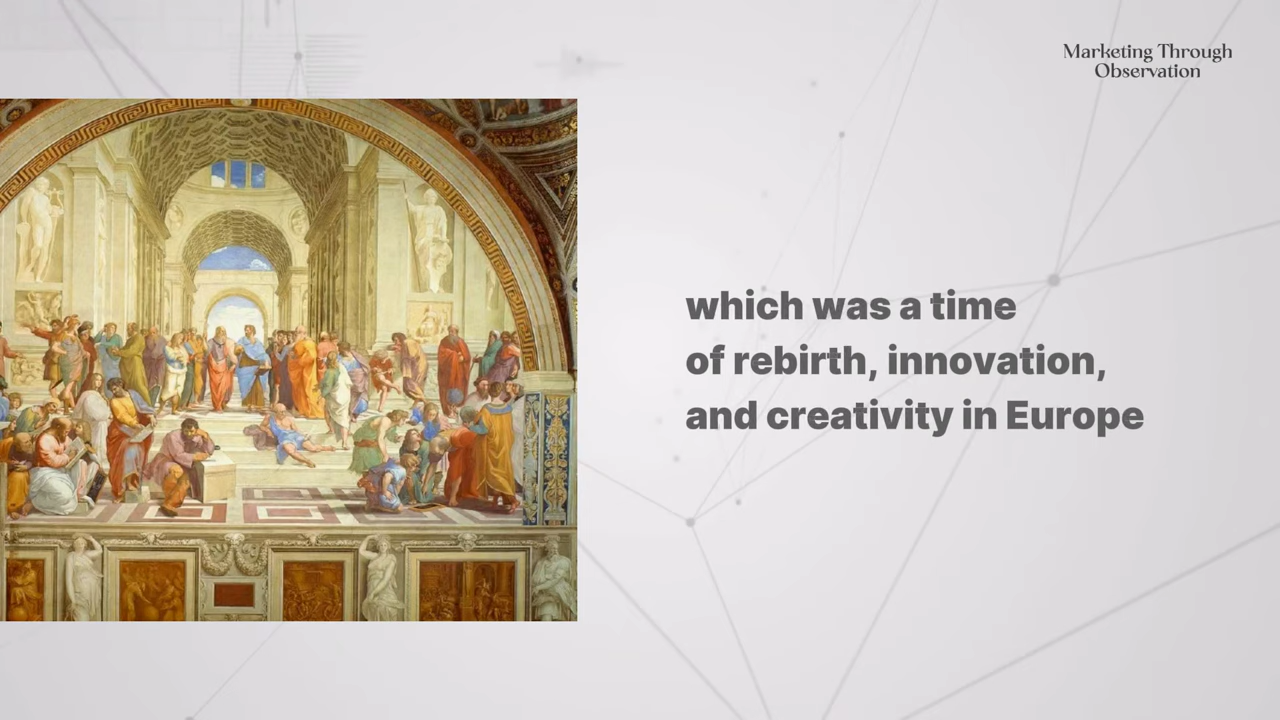 Marketing Through
Observation
which was a time
of rebirth, innovation,
and creativity in Europe